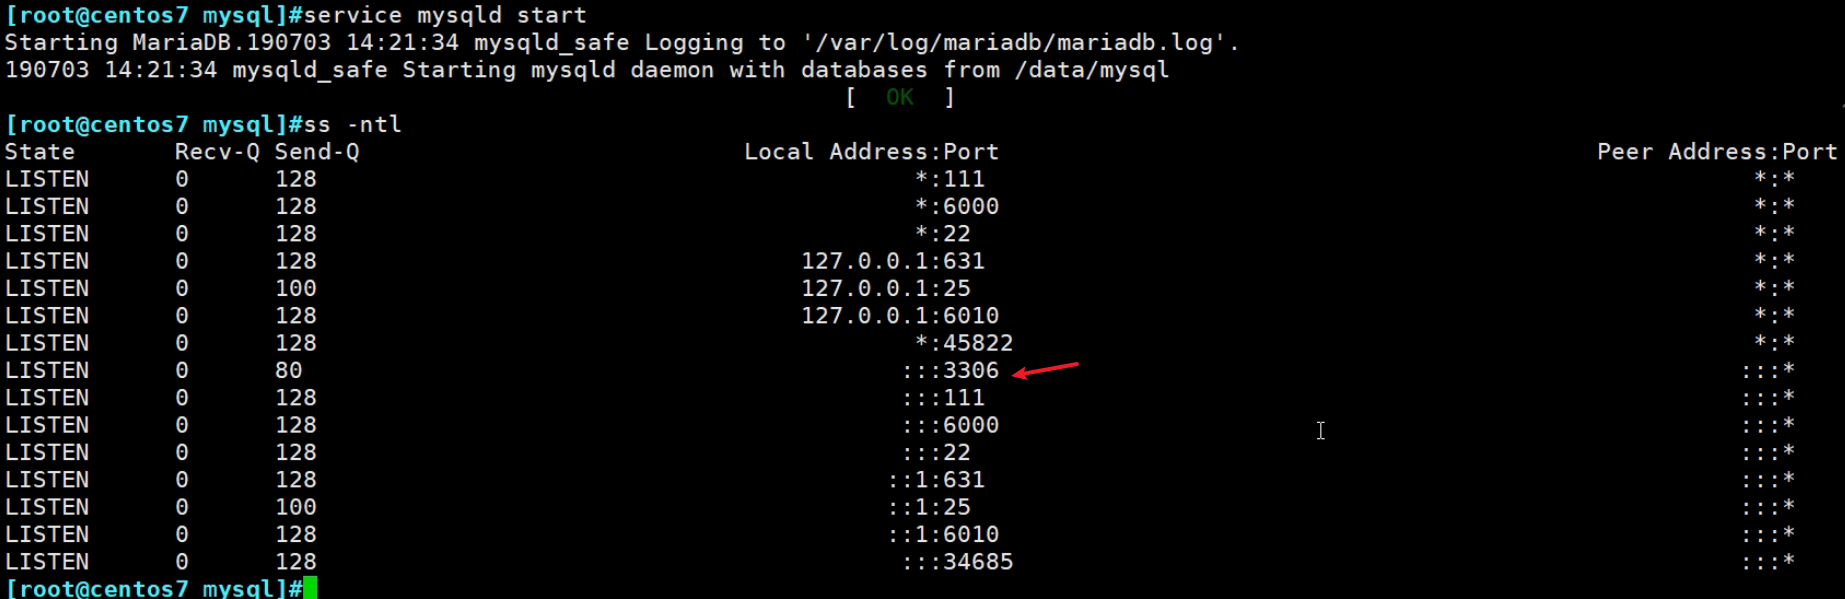 [root@centos7 mysql]#service mysqld start
Starting MariaDB.190703 14:21:34 mysqld_safe Logging to '/var/log/mariadb/mariadb.log'.
190703 14:21:34 mysqld_safe Starting mysqld daemon with databases from /data/mysql
[  OK  ]
[root@centos7 mysql]#ss -ntl
State Recv-Q Send-Q Local Address:Port Peer Address:Port
LISTEN 0 128 *:111 *:*
LISTEN 0 128 *:6000 *:*
LISTEN 0 128 *:22 *:*
LISTEN 0 128 127.0.0.1:631 *:*
LISTEN 0 100 127.0.0.1:25 *:*
LISTEN 0 128 127.0.0.1:6010 *:*
LISTEN 0 128 *:45822 *:*
LISTEN 0 80 :::3306 :::*
LISTEN 0 128 :::111 :::*
LISTEN 0 128 :::6000 :::*
LISTEN 0 128 :::22 :::*
LISTEN 0 128 ::1:631 :::*
LISTEN 0 100 ::1:25 :::*
LISTEN 0 128 ::1:6010 :::*
LISTEN 0 128 :::34685 :::*
[root@centos7 mysql]#